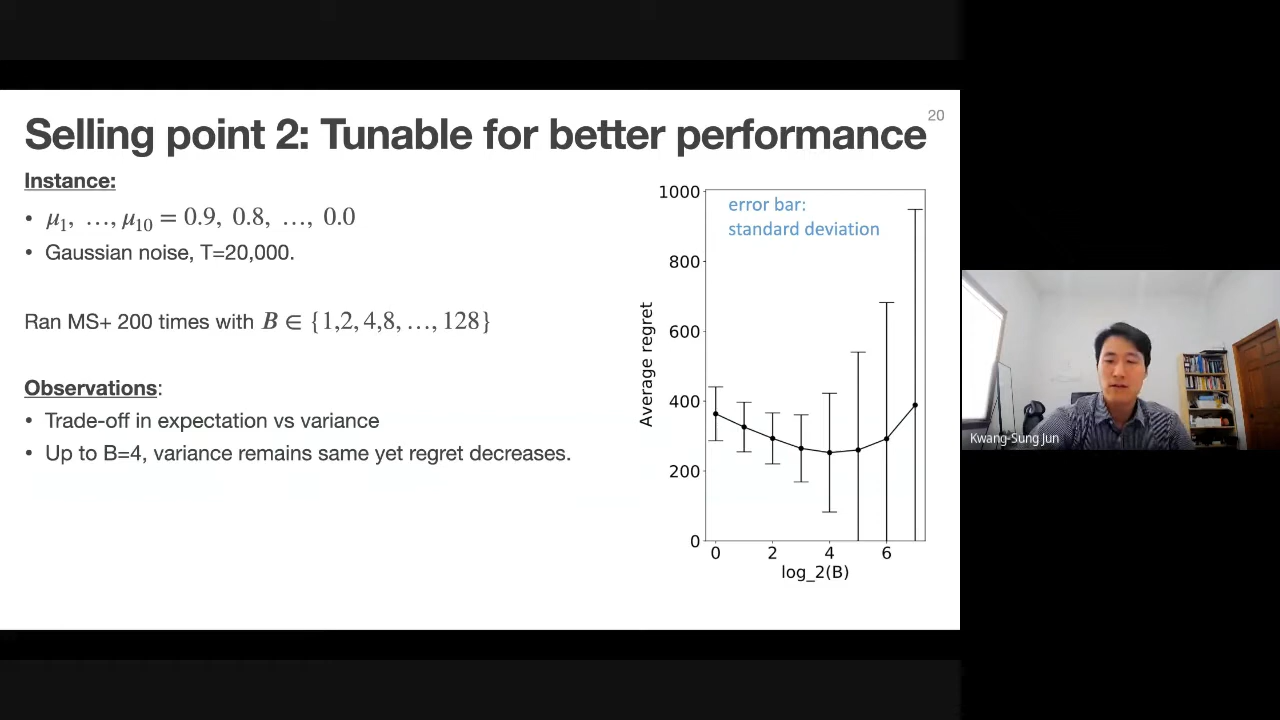 20
Selling point 2: Tunable for better performance
Instance:
• μ₁, …, μ₁₀ = 0.9, 0.8, …, 0.0
• Gaussian noise, T=20,000.
Ran MS+ 200 times with B ∈ {1,2, 4,8, …, 128}
Observations:
• Trade-off in expectation vs variance
• Up to B=4, variance remains same yet regret decreases.
error bar:
standard deviation
Average regret
1000
800
600
400
200
0
0 2 4 6
log_2(B)
Kwang-Sung Jun